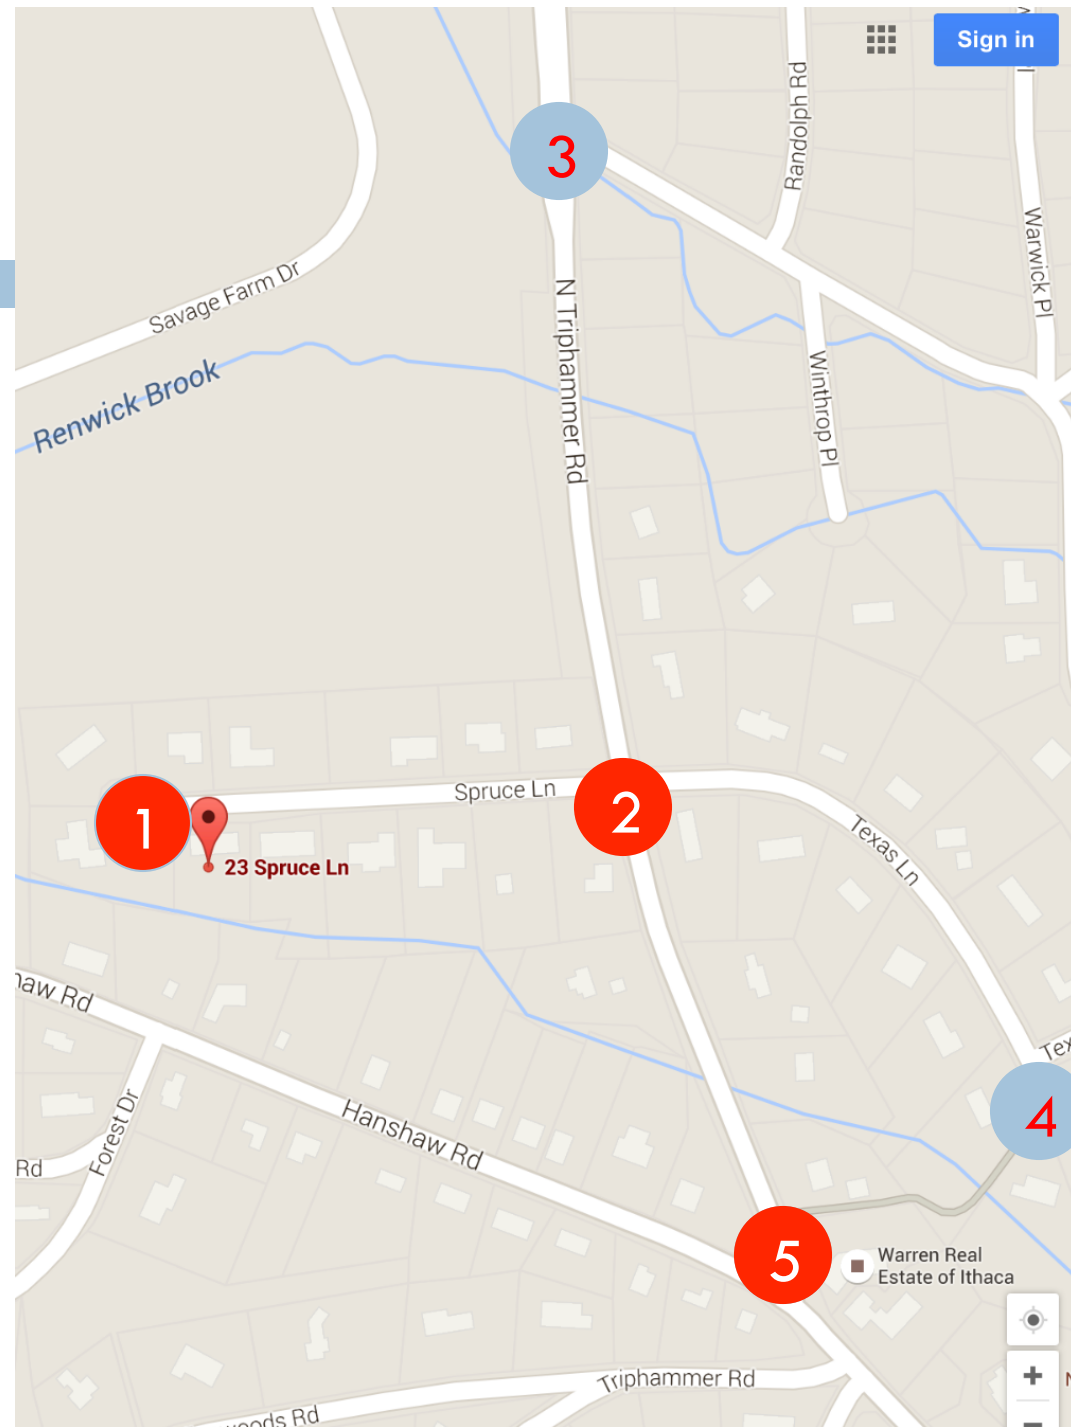 Sign in
3
Randolph Rd
Warwick Pl
Savage Farm Dr
N Triphammer Rd
Renwick Brook
Winthrop Pl
Spruce Ln
1
2
Texas Ln
23 Spruce Ln
haw Rd
Tex
4
Forest Dr
Hanshaw Rd
Rd
5
Warren Real
Estate of Ithaca
Triphammer Rd
oods Rd